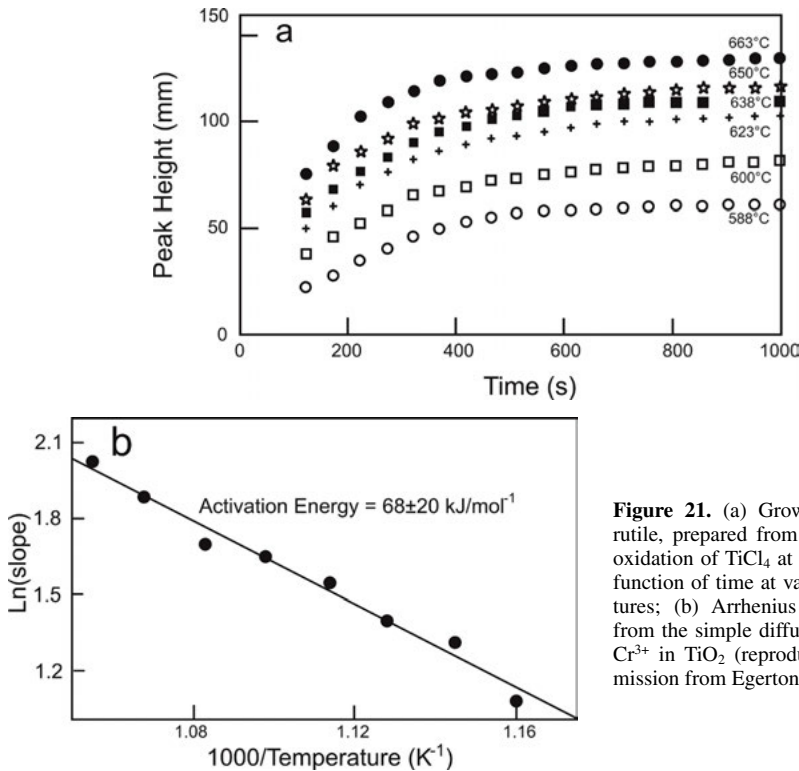 a
150
100
50
0
Peak Height (mm)
663°C
650°C
638°C
623°C
600°C
588°C
0 200 400 600 800 1000
Time (s)
b
Activation Energy = 68±20 kJ/mol⁻¹
2.1
1.8
1.5
1.2
Ln(slope)
1.08 1.12 1.16
1000/Temperature (K⁻¹)
Figure 21. (a) Grow
rutile, prepared from
oxidation of TiCl₄ at
function of time at va
tures; (b) Arrhenius
from the simple diffu
Cr³⁺ in TiO₂ (reprodu
mission from Egerton